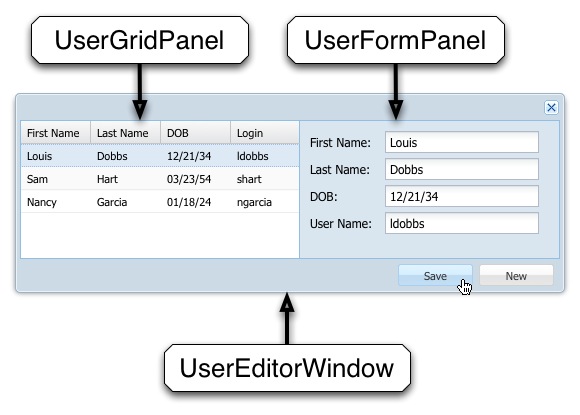 UserGridPanel UserFormPanel
First Name Last Name DOB Login
Louis Dobbs 12/21/34 ldobbs
Sam Hart 03/23/54 shart
Nancy Garcia 01/18/24 ngarcia
First Name: Louis
Last Name: Dobbs
DOB: 12/21/34
User Name: ldobbs
Save New
UserEditorWindow